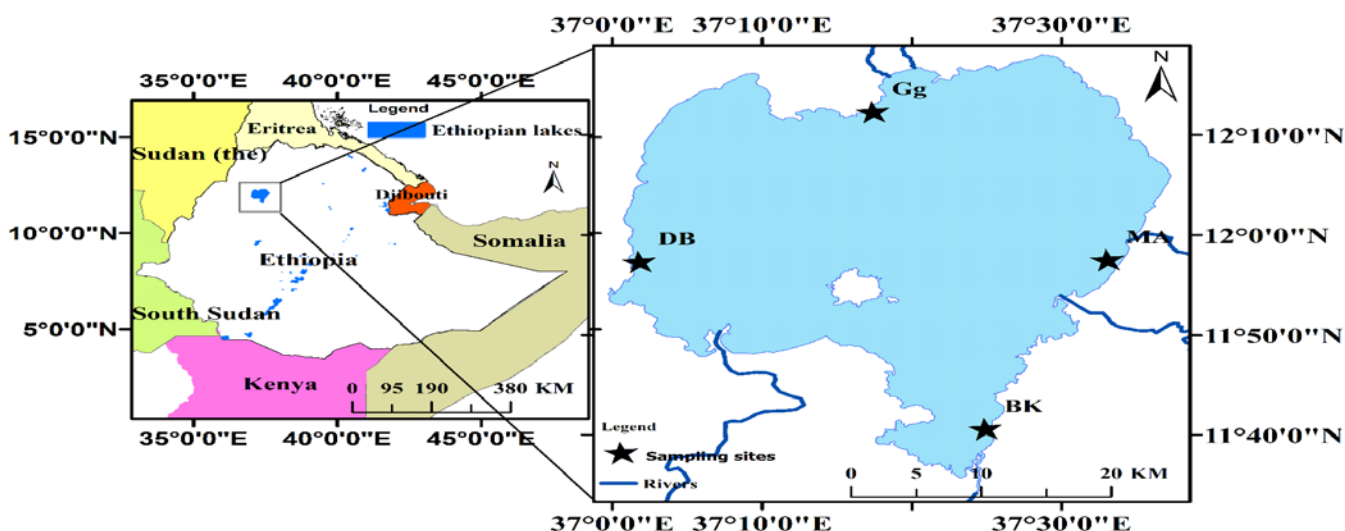 35°0'0"E 40°0'0"E 45°0'0"E
15°0'0"N
10°0'0"N
5°0'0"N
Legend
Ethiopian lakes
Eritrea
Sudan (the)
N
Djibouti
Somalia
Ethiopia
South Sudan
Kenya
0 95 190 380 KM
35°0'0"E 40°0'0"E 45°0'0"E
37°0'0"E 37°10'0"E 37°30'0"E
N
Gg
12°10'0"N
DB
MA
12°0'0"N
11°50'0"N
BK
11°40'0"N
Legend
Sampling sites
Rivers
0 5 10 20 KM
37°0'0"E 37°10'0"E 37°30'0"E